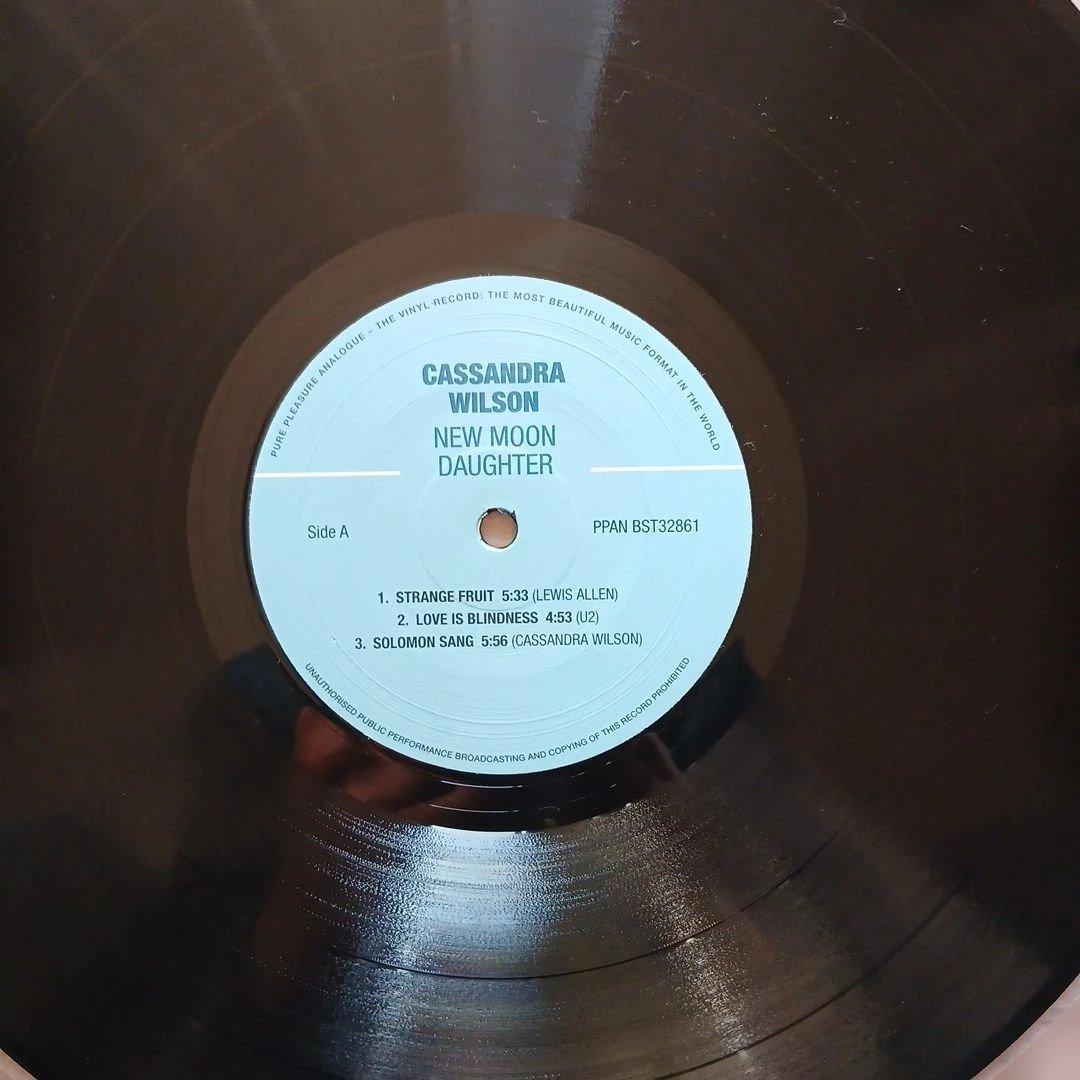 PURE PLEASURE ANALOGUE - THE VINYL RECORD: THE MOST BEAUTIFUL MUSIC FORMAT IN THE WORLD
CASSANDRA
WILSON
NEW MOON
DAUGHTER
Side A
PPAN BST32861
1. STRANGE FRUIT 5:33 (LEWIS ALLEN)
2. LOVE IS BLINDNESS 4:53 (U2)
3. SOLOMON SANG 5:56 (CASSANDRA WILSON)
UNAUTHORISED PUBLIC PERFORMANCE BROADCASTING AND COPYING OF THIS RECORD PROHIBITED